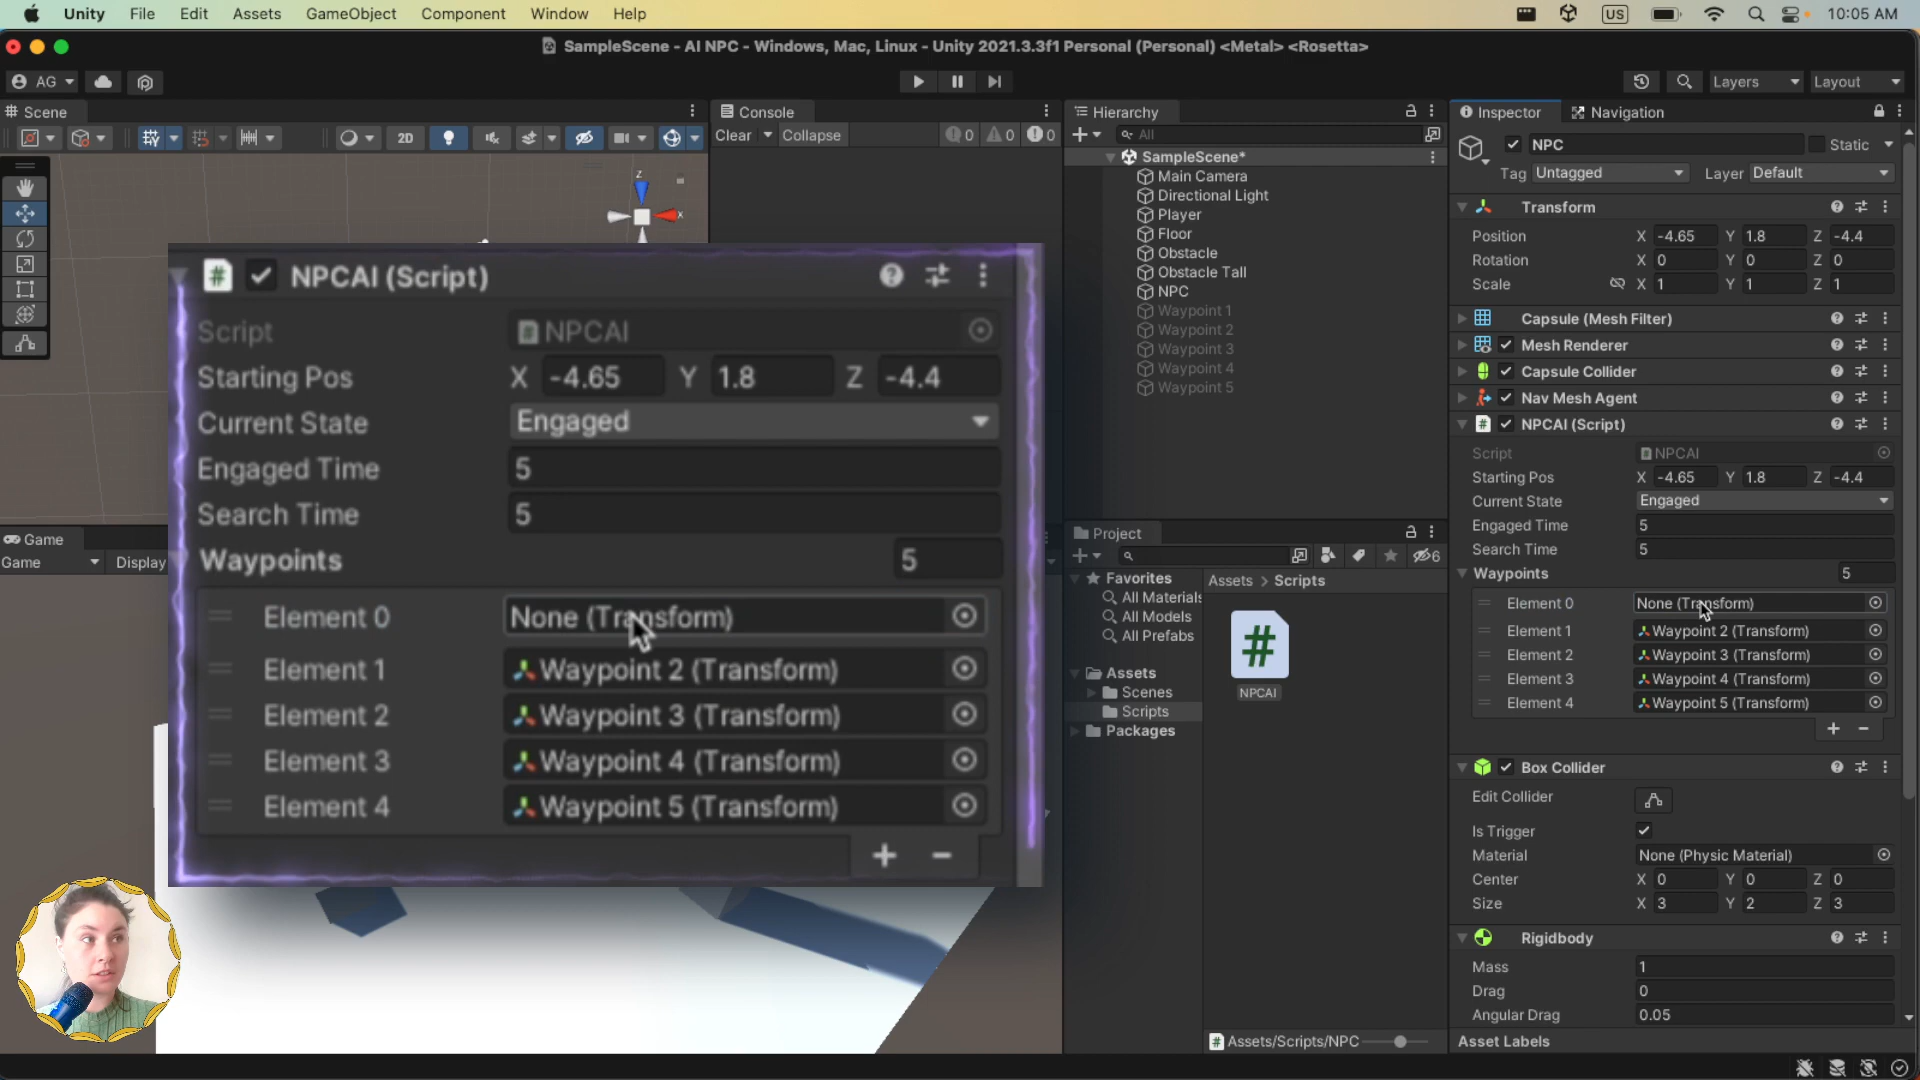 Unity File Edit Assets GameObject Component Window Help US 10:05 AM
SampleScene - AI NPC - Windows, Mac, Linux - Unity 2021.3.3f1 Personal (Personal) <Metal> <Rosetta>
AG Layers Layout
Scene
2D
Z
x
Console
Clear Collapse 0 0 0
NPCAI (Script)
Script NPCAI
Starting Pos X -4.65 Y 1.8 Z -4.4
Current State Engaged
Engaged Time 5
Search Time 5
Waypoints 5
Element 0 None (Transform)
Element 1 Waypoint 2 (Transform)
Element 2 Waypoint 3 (Transform)
Element 3 Waypoint 4 (Transform)
Element 4 Waypoint 5 (Transform)
Game
Game Display
Hierarchy
All
SampleScene*
Main Camera
Directional Light
Player
Floor
Obstacle
Obstacle Tall
NPC
Waypoint 1
Waypoint 2
Waypoint 3
Waypoint 4
Waypoint 5
Project
6
Favorites
All Materials
All Models
All Prefabs
Assets
Scenes
Scripts
Packages
Assets > Scripts
#
NPCAI
Assets/Scripts/NPC
Inspector Navigation
NPC Static
Tag Untagged Layer Default
Transform
Position X -4.65 Y 1.8 Z -4.4
Rotation X 0 Y 0 Z 0
Scale X 1 Y 1 Z 1
Capsule (Mesh Filter)
Mesh Renderer
Capsule Collider
Nav Mesh Agent
NPCAI (Script)
Script NPCAI
Starting Pos X -4.65 Y 1.8 Z -4.4
Current State Engaged
Engaged Time 5
Search Time 5
Waypoints 5
Element 0 None (Transform)
Element 1 Waypoint 2 (Transform)
Element 2 Waypoint 3 (Transform)
Element 3 Waypoint 4 (Transform)
Element 4 Waypoint 5 (Transform)
Box Collider
Edit Collider
Is Trigger
Material None (Physic Material)
Center X 0 Y 0 Z 0
Size X 3 Y 2 Z 3
Rigidbody
Mass 1
Drag 0
Angular Drag 0.05
Asset Labels